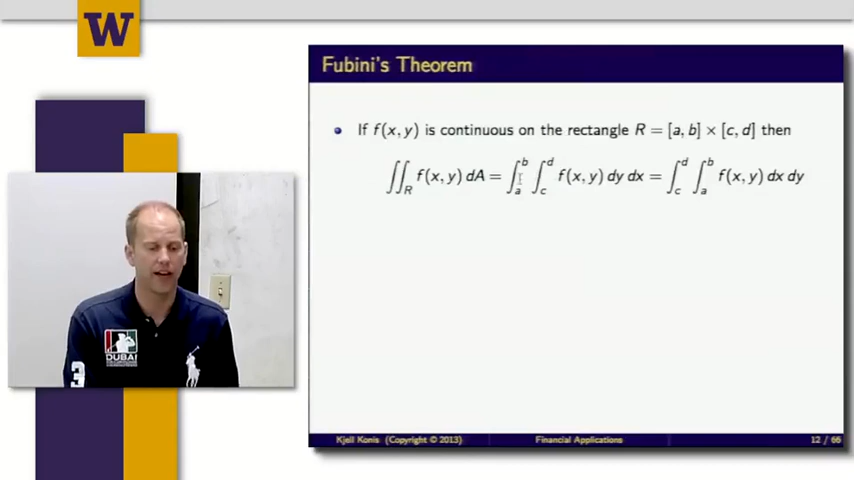 W
Fubini's Theorem
If f(x, y) is continuous on the rectangle R = [a, b] × [c, d] then
∬_R f(x, y) dA = ∫_a^b ∫_c^d f(x, y) dy dx = ∫_c^d ∫_a^b f(x, y) dx dy
DUBAI
3
Kjell Konis (Copyright © 2013)
Financial Applications
12 / 66